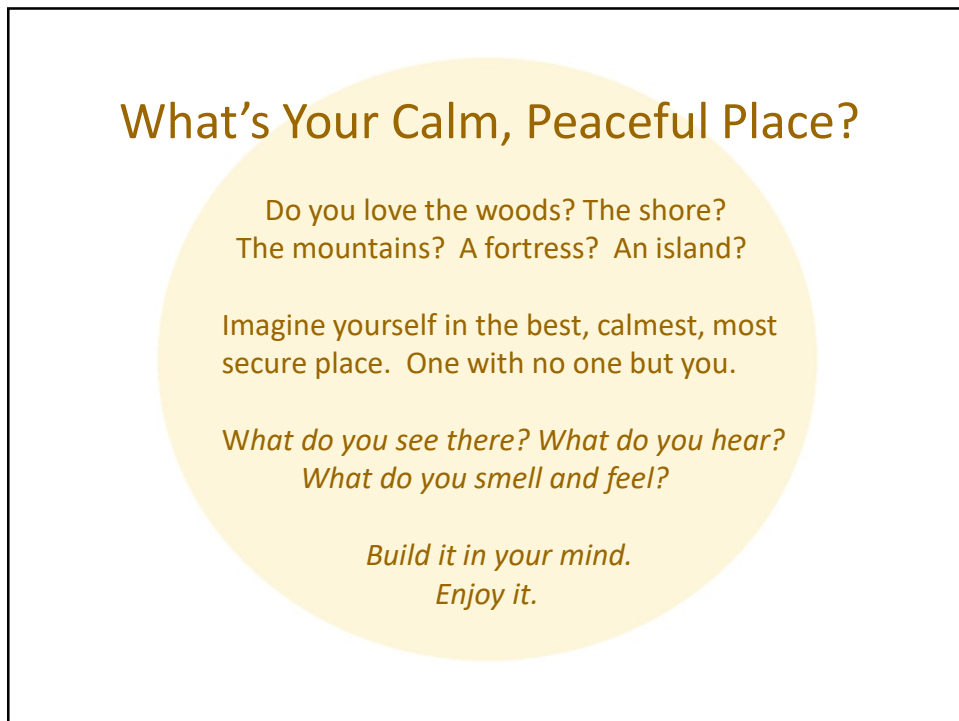 What’s Your Calm, Peaceful Place?
Do you love the woods? The shore?
The mountains?  A fortress?  An island?
Imagine yourself in the best, calmest, most
secure place.  One with no one but you.
What do you see there? What do you hear?
What do you smell and feel?
Build it in your mind.
Enjoy it.